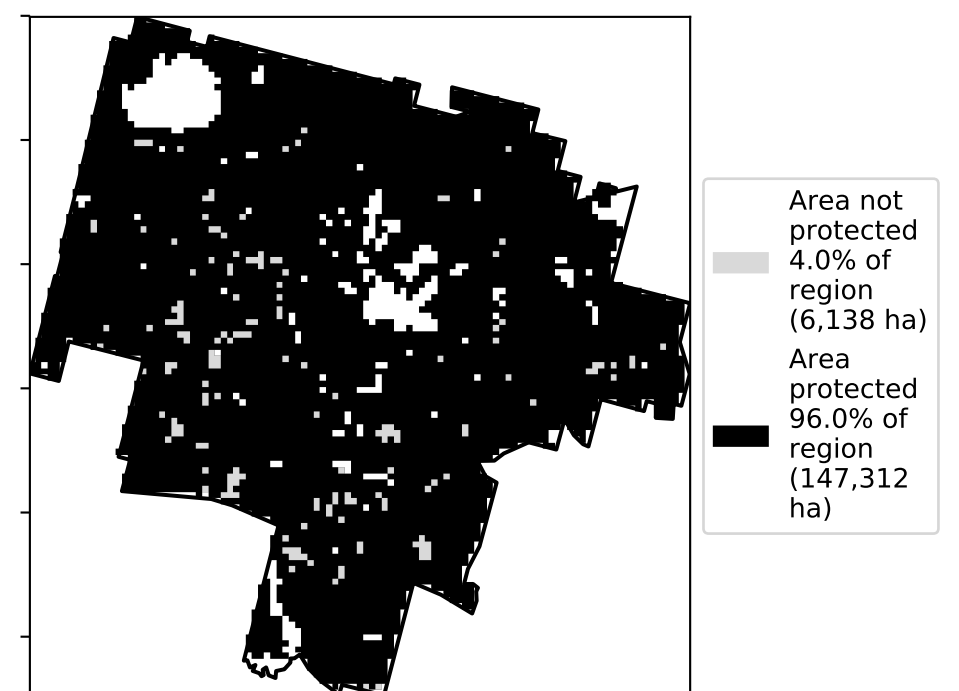 Area not
protected
4.0% of
region
(6,138 ha)
Area
protected
96.0% of
region
(147,312
ha)